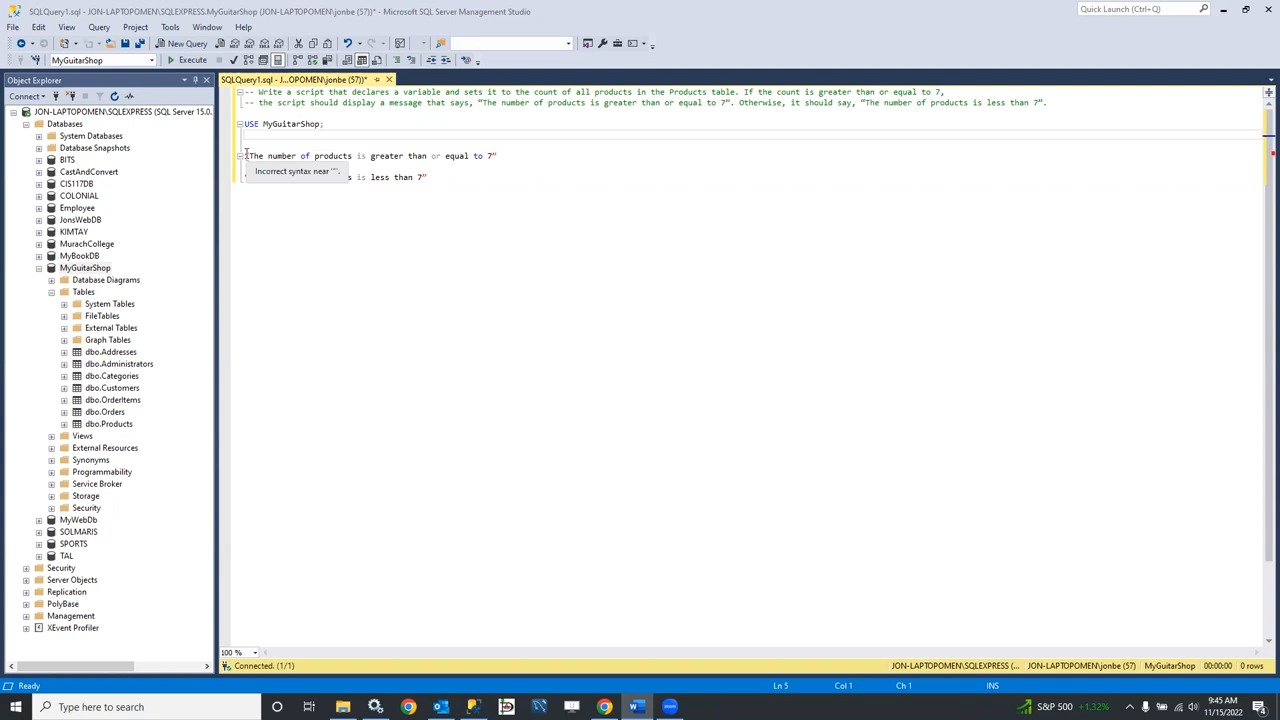 SQLQuery1.sql - JON-LAPTOPOMEN\SQLEXPRESS.MyGuitarShop (JON-LAPTOPOMEN\jonbe (57))* - Microsoft SQL Server Management Studio
Quick Launch (Ctrl+Q)
File Edit View Query Project Tools Window Help
New Query
MyGuitarShop
Execute
Object Explorer
SQLQuery1.sql - J...OPOMEN\jonbe (57))*
Connect
JON-LAPTOPOMEN\SQLEXPRESS (SQL Server 15.0.
Databases
System Databases
Database Snapshots
BITS
CastAndConvert
CIS117DB
COLONIAL
Employee
JonsWebDB
KIMTAY
MurachCollege
MyBookDB
MyGuitarShop
Database Diagrams
Tables
System Tables
FileTables
External Tables
Graph Tables
dbo.Addresses
dbo.Administrators
dbo.Categories
dbo.Customers
dbo.OrderItems
dbo.Orders
dbo.Products
Views
External Resources
Synonyms
Programmability
Service Broker
Storage
Security
MyWebDb
SOLMARIS
SPORTS
TAL
Security
Server Objects
Replication
PolyBase
Management
XEvent Profiler
-- Write a script that declares a variable and sets it to the count of all products in the Products table. If the count is greater than or equal to 7,
-- the script should display a message that says, “The number of products is greater than or equal to 7”. Otherwise, it should say, “The number of products is less than 7”.
USE MyGuitarShop;
The number of products is greater than or equal to 7”
Incorrect syntax near '“'.
s is less than 7”
100 %
Connected. (1/1)
JON-LAPTOPOMEN\SQLEXPRESS (... JON-LAPTOPOMEN\jonbe (57) MyGuitarShop 00:00:00 0 rows
Ready
Ln 5 Col 1 Ch 1 INS
Type here to search
S&P 500 +1.32%
9:45 AM
11/15/2022